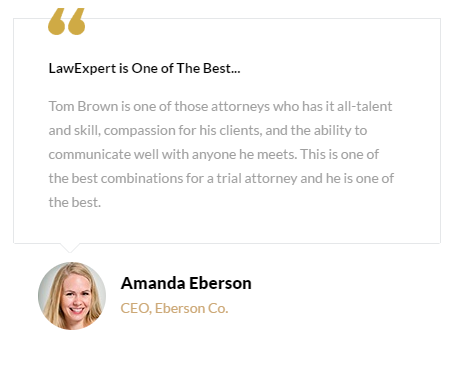 LawExpert is One of The Best...
Tom Brown is one of those attorneys who has it all-talent
and skill, compassion for his clients, and the ability to
communicate well with anyone he meets. This is one of
the best combinations for a trial attorney and he is one of
the best.
Amanda Eberson
CEO, Eberson Co.